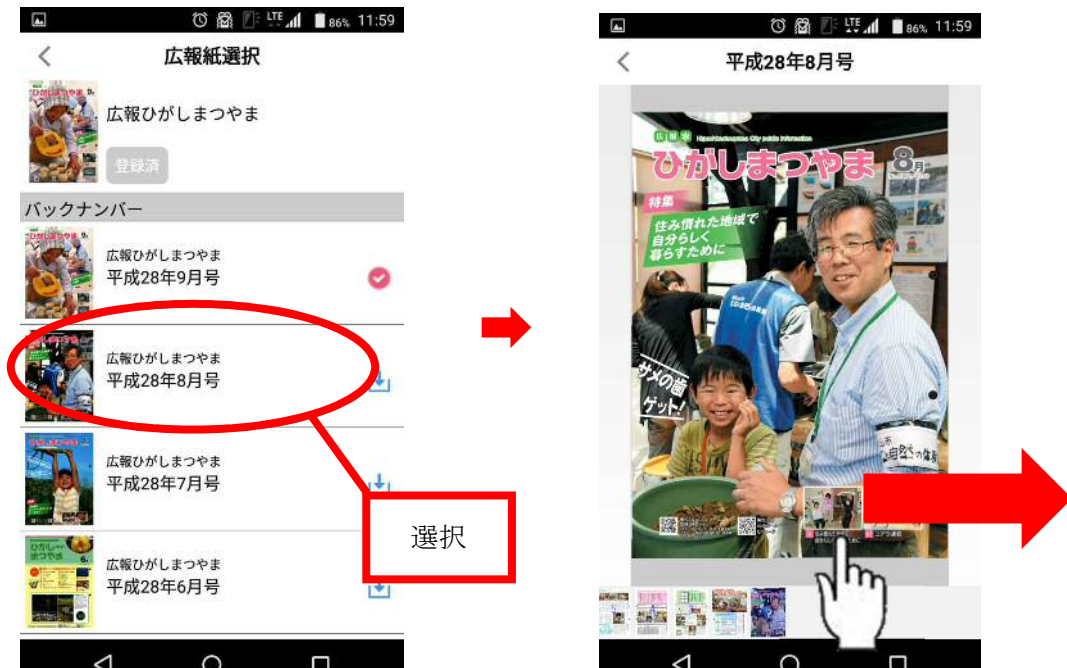 LTE 86% 11:59
広報紙選択
広報ひがしまつやま
登録済
バックナンバー
広報ひがしまつやま
平成28年9月号
広報ひがしまつやま
平成28年8月号
広報ひがしまつやま
平成28年7月号
広報ひがしまつやま
平成28年6月号
選択
LTE 86% 11:59
平成28年8月号
広報 Higashimatsuyama City public information
ひがしまつやま 8月
特集
住み慣れた地域で
自分らしく
暮らすために
サメの歯
ゲット!